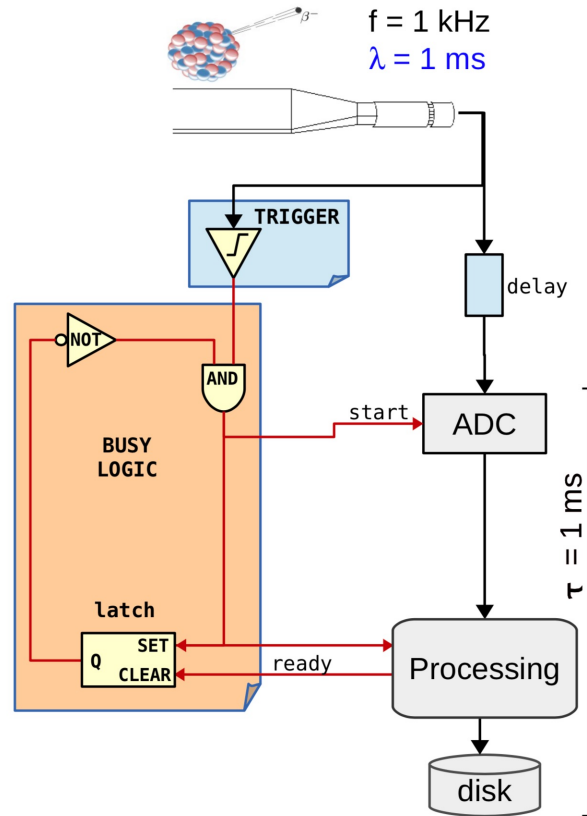 β⁻
f = 1 kHz
λ = 1 ms
TRIGGER
delay
NOT
AND
start
ADC
BUSY
LOGIC
τ = 1 ms
latch
SET
Q
CLEAR
ready
Processing
disk